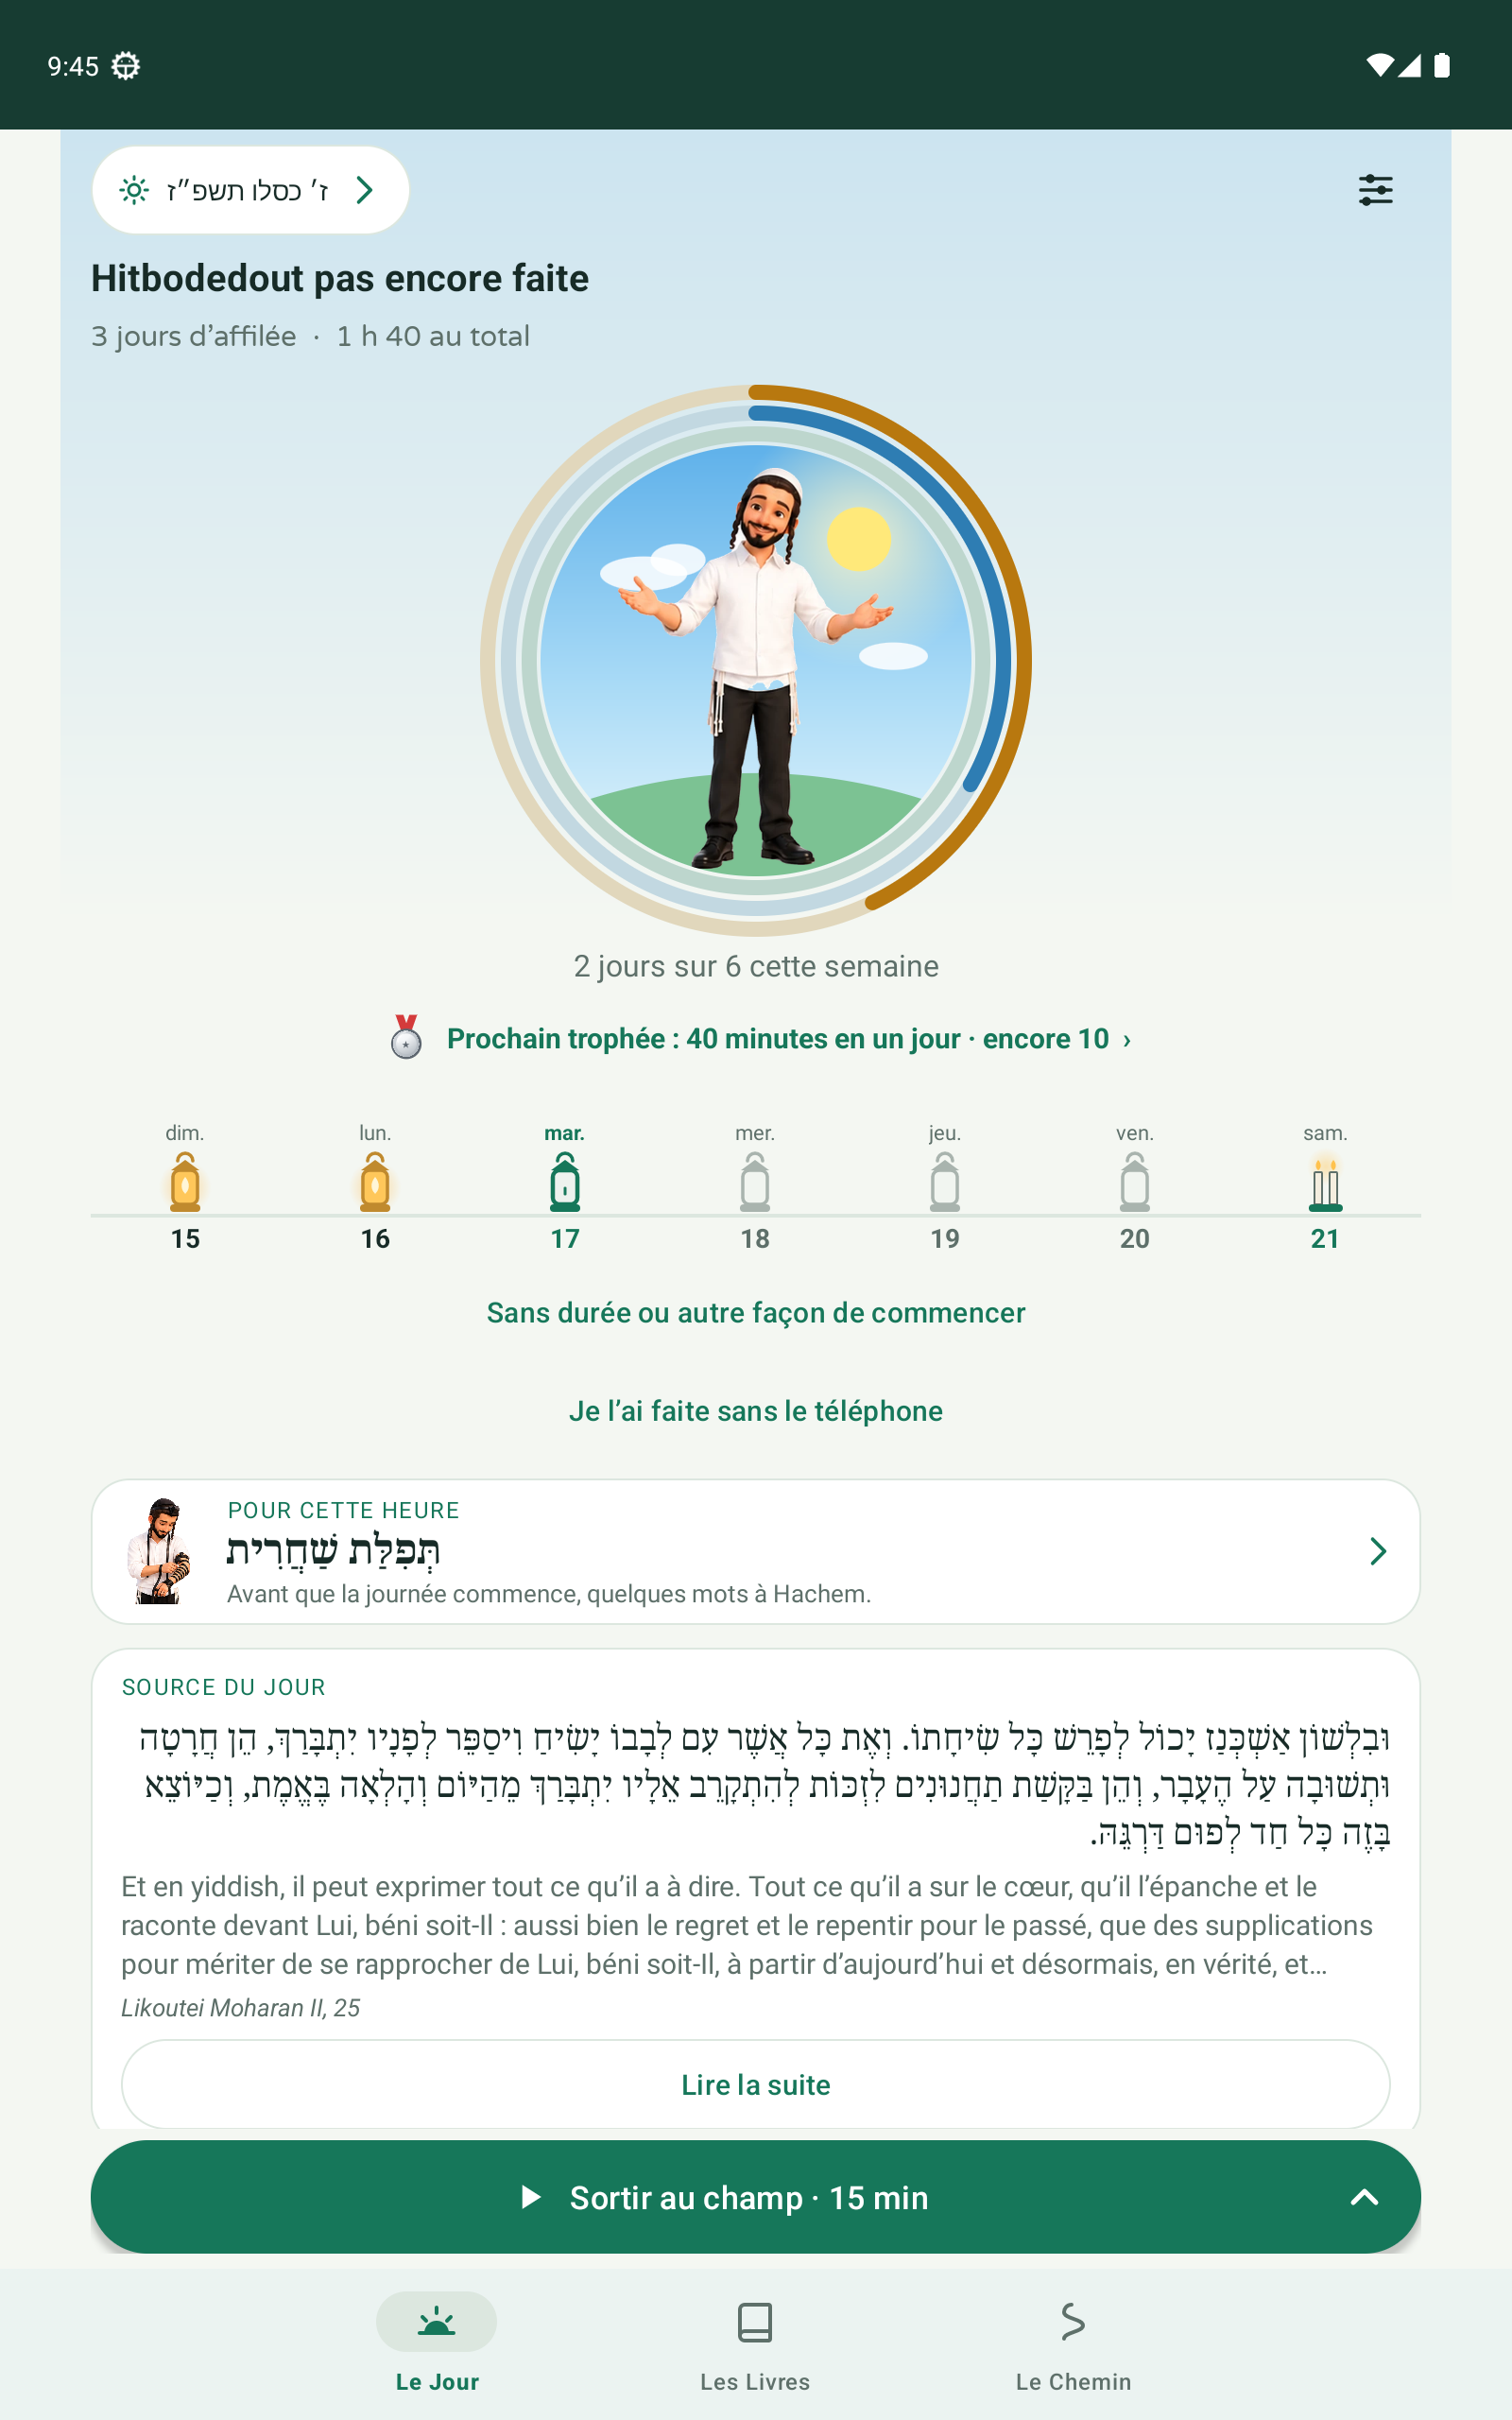 9:45
ז׳ כסלו תשפ״ז
Hitbodedout pas encore faite
3 jours d’affilée · 1 h 40 au total
2 jours sur 6 cette semaine
Prochain trophée : 40 minutes en un jour · encore 10 ›
dim. lun. mar. mer. jeu. ven. sam.
15 16 17 18 19 20 21
Sans durée ou autre façon de commencer
Je l’ai faite sans le téléphone
POUR CETTE HEURE
תְּפִלַּת שַׁחֲרִית
Avant que la journée commence, quelques mots à Hachem.
SOURCE DU JOUR
וּבִלְשׁוֹן אַשְׁכְּנַז יָכוֹל לְפָרֵשׁ כָּל שִׂיחָתוֹ. וְאֶת כָּל אֲשֶׁר עִם לְבָבוֹ יָשִׂיחַ וִיסַפֵּר לְפָנָיו יִתְבָּרַךְ, הֵן חֲרָטָה
וּתְשׁוּבָה עַל הֶעָבָר, וְהֵן בַּקָּשַׁת תַּחֲנוּנִים לִזְכּוֹת לְהִתְקָרֵב אֵלָיו יִתְבָּרַךְ מֵהַיּוֹם וְהָלְאָה בֶּאֱמֶת, וְכַיּוֹצֵא
בָּזֶה כָּל חַד לְפוּם דַּרְגֵּהּ.
Et en yiddish, il peut exprimer tout ce qu’il a à dire. Tout ce qu’il a sur le cœur, qu’il l’épanche et le
raconte devant Lui, béni soit-Il : aussi bien le regret et le repentir pour le passé, que des supplications
pour mériter de se rapprocher de Lui, béni soit-Il, à partir d’aujourd’hui et désormais, en vérité, et…
Likoutei Moharan II, 25
Lire la suite
Sortir au champ · 15 min
Le Jour Les Livres Le Chemin